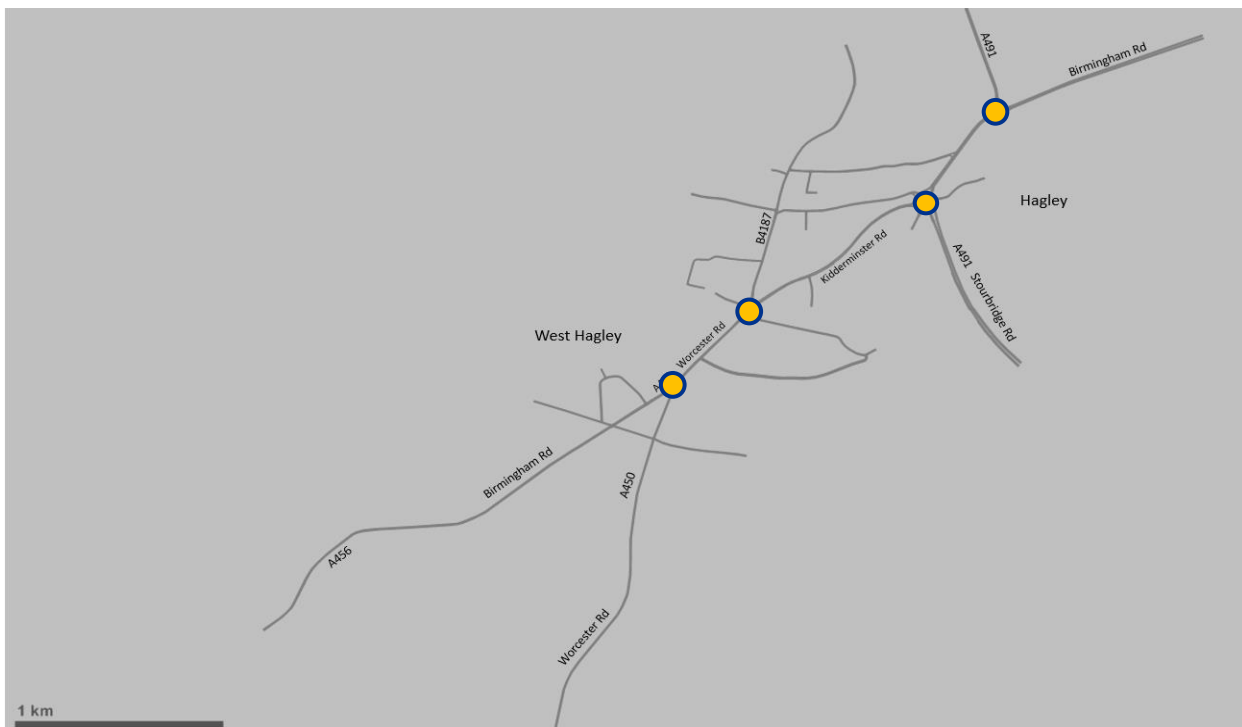 A491
Birmingham Rd
Hagley
B4187
Kidderminster Rd
A491 Stourbridge Rd
West Hagley
Worcester Rd
Birmingham Rd
A450
A456
Worcester Rd
1 km